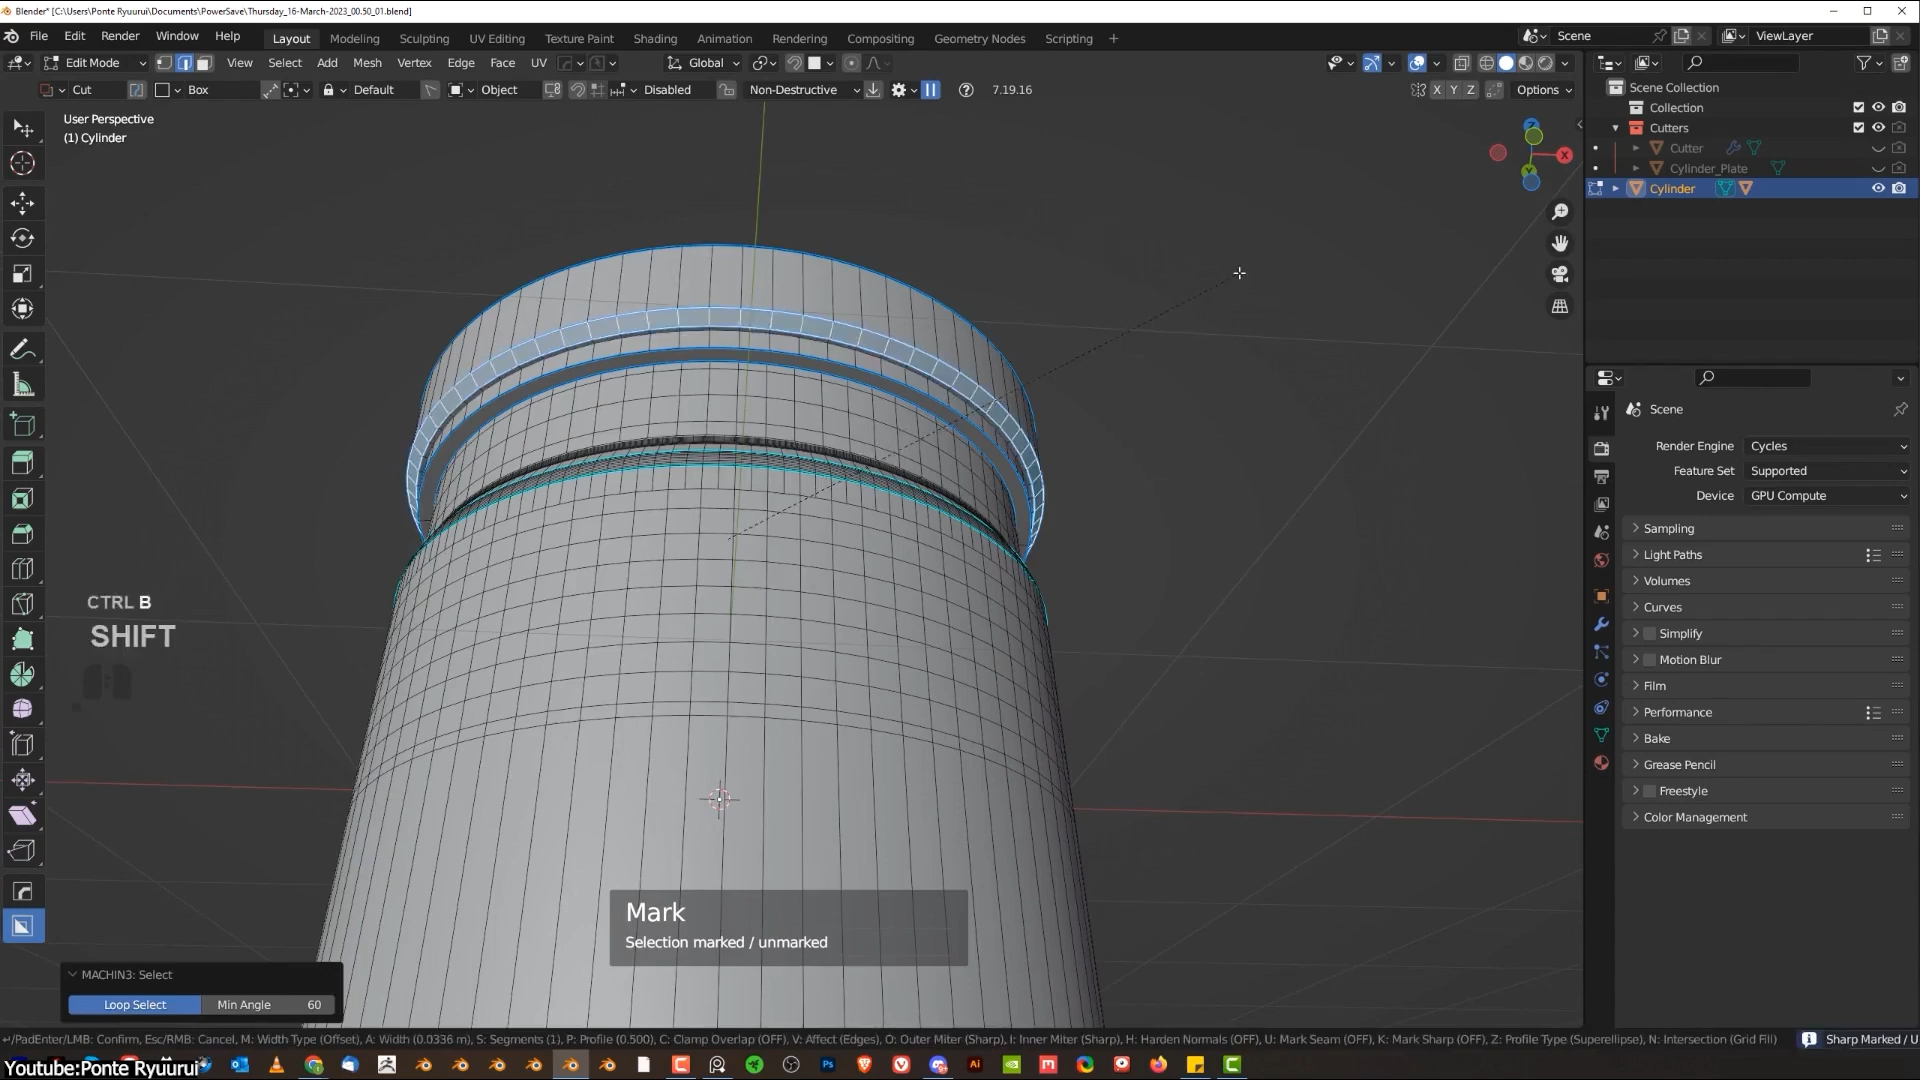 Blender* [C:\Users\Ponte Ryuurui\Documents\PowerSave\Thursday_16-March-2023_00.50_01.blend]
File Edit Render Window Help Layout Modeling Sculpting UV Editing Texture Paint Shading Animation Rendering Compositing Geometry Nodes Scripting + Scene ViewLayer
Edit Mode View Select Add Mesh Vertex Edge Face UV Global
Cut Box Default Object Disabled Non-Destructive 7.19.16 X Y Z Options
User Perspective
(1) Cylinder
Z
X
Y
Scene Collection
Collection
Cutters
Cutter
Cylinder_Plate
Cylinder
Scene
Render Engine Cycles
Feature Set Supported
Device GPU Compute
Sampling
Light Paths
Volumes
Curves
Simplify
Motion Blur
Film
Performance
Bake
Grease Pencil
Freestyle
Color Management
CTRL B
SHIFT
Mark
Selection marked / unmarked
MACHIN3: Select
Loop Select Min Angle 60
/PadEnter/LMB: Confirm, Esc/RMB: Cancel, M: Width Type (Offset), A: Width (0.0336 m), S: Segments (1), P: Profile (0.500), C: Clamp Overlap (OFF), V: Affect (Edges), O: Outer Miter (Sharp), I: Inner Miter (Sharp), H: Harden Normals (OFF), U: Mark Seam (OFF), K: Mark Sharp (OFF), Z: Profile Type (Superellipse), N: Intersection (Grid Fill) Sharp Marked / U
Youtube:Ponte Ryuurui